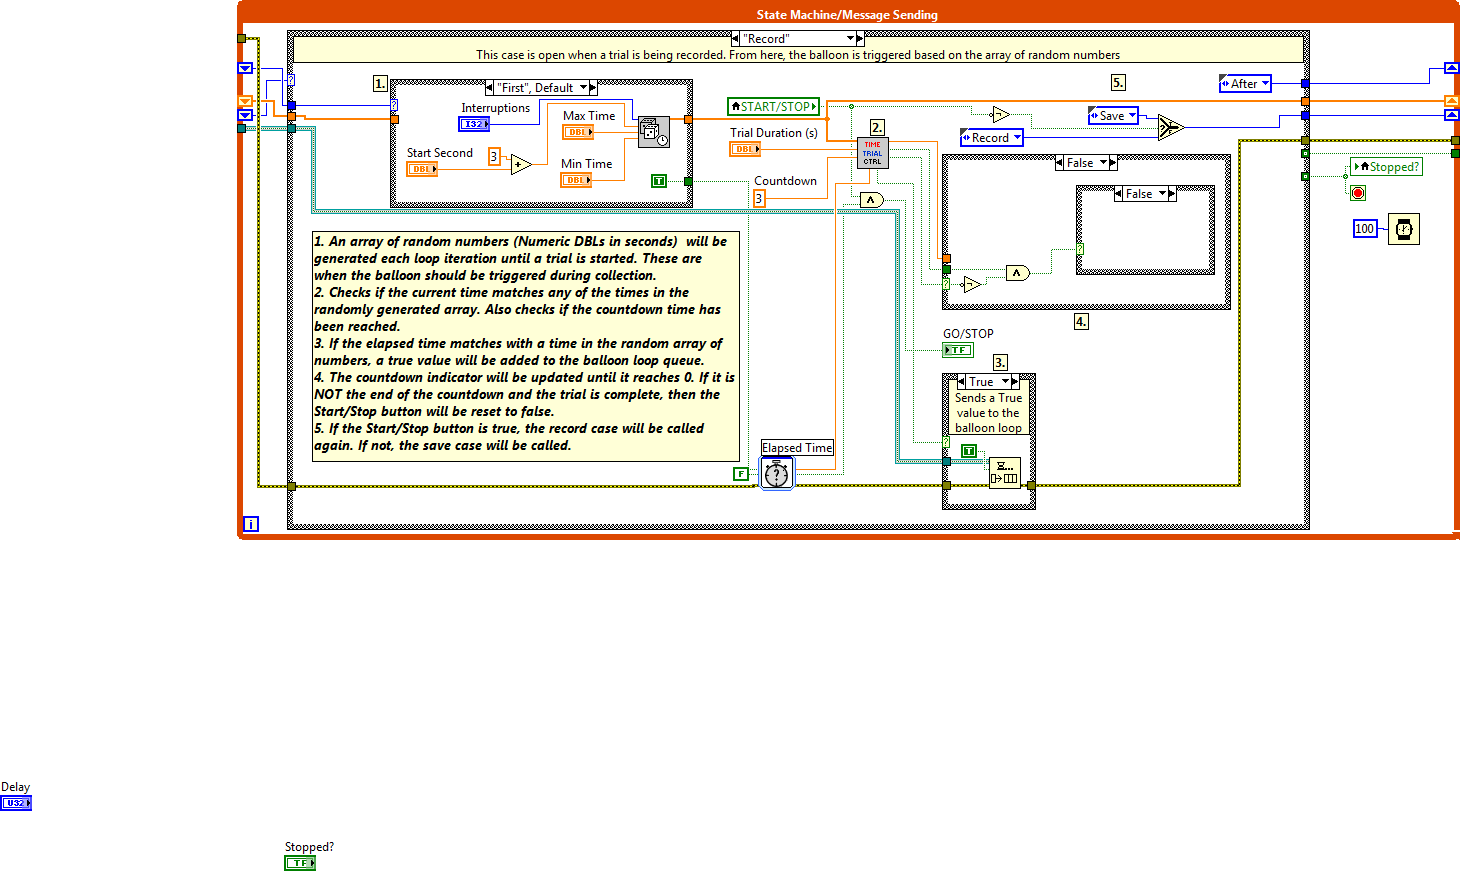 State Machine/Message Sending
"Record"
This case is open when a trial is being recorded. From here, the balloon is triggered based on the array of random numbers
1.
"First", Default
Interruptions
I32
Max Time
DBL
Start Second
DBL
3
+
Min Time
DBL
T
START/STOP
Trial Duration (s)
DBL
2.
TIME
TRIAL
CTRL
Countdown
3
5.
After
Save
Record
?
False
False
4.
Stopped?
100
1. An array of random numbers (Numeric DBLs in seconds) will be
generated each loop iteration until a trial is started. These are
when the balloon should be triggered during collection.
2. Checks if the current time matches any of the times in the
randomly generated array. Also checks if the countdown time has
been reached.
3. If the elapsed time matches with a time in the random array of
numbers, a true value will be added to the balloon loop queue.
4. The countdown indicator will be updated until it reaches 0. If it is
NOT the end of the countdown and the trial is complete, then the
Start/Stop button will be reset to false.
5. If the Start/Stop button is true, the record case will be called
again. If not, the save case will be called.
GO/STOP
TF
3.
True
Sends a True
value to the
balloon loop
T
Elapsed Time
F
i
Delay
U32
Stopped?
TF